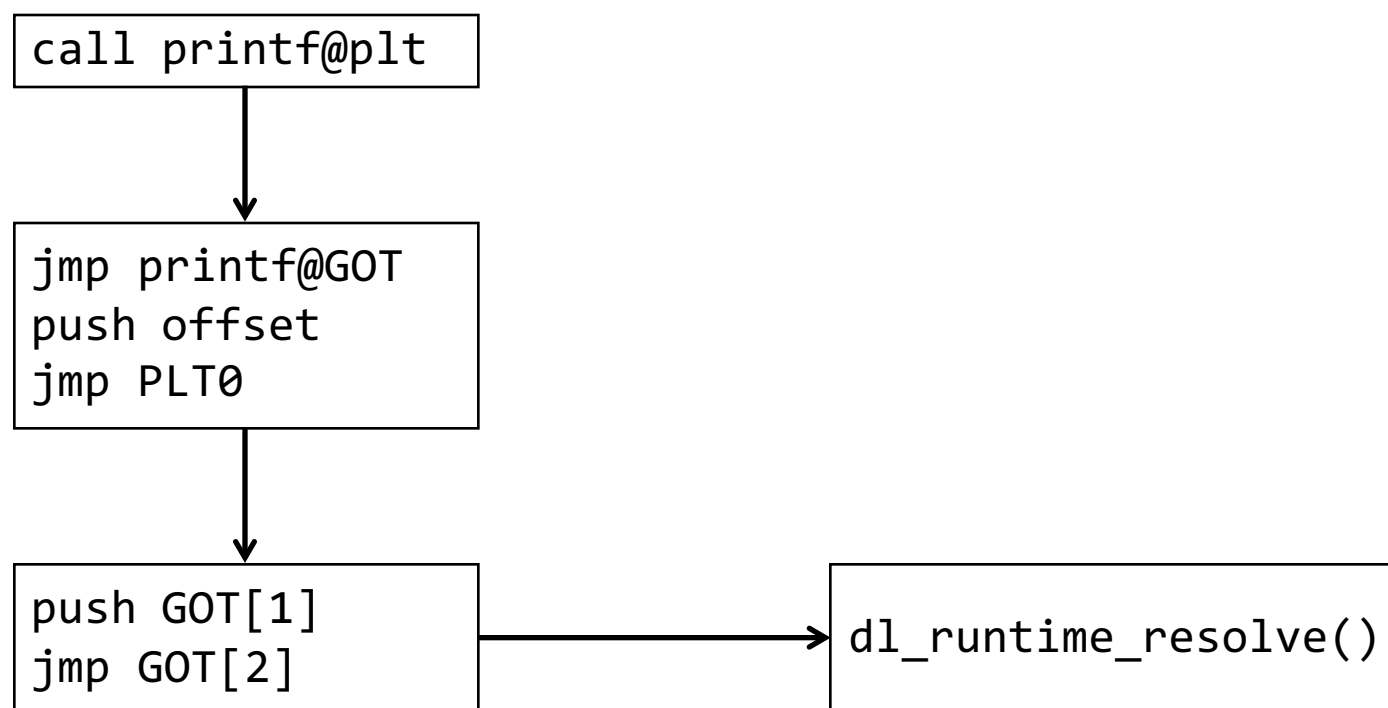 call printf@plt
jmp printf@GOT
push offset
jmp PLT0
push GOT[1]
jmp GOT[2]
dl_runtime_resolve()